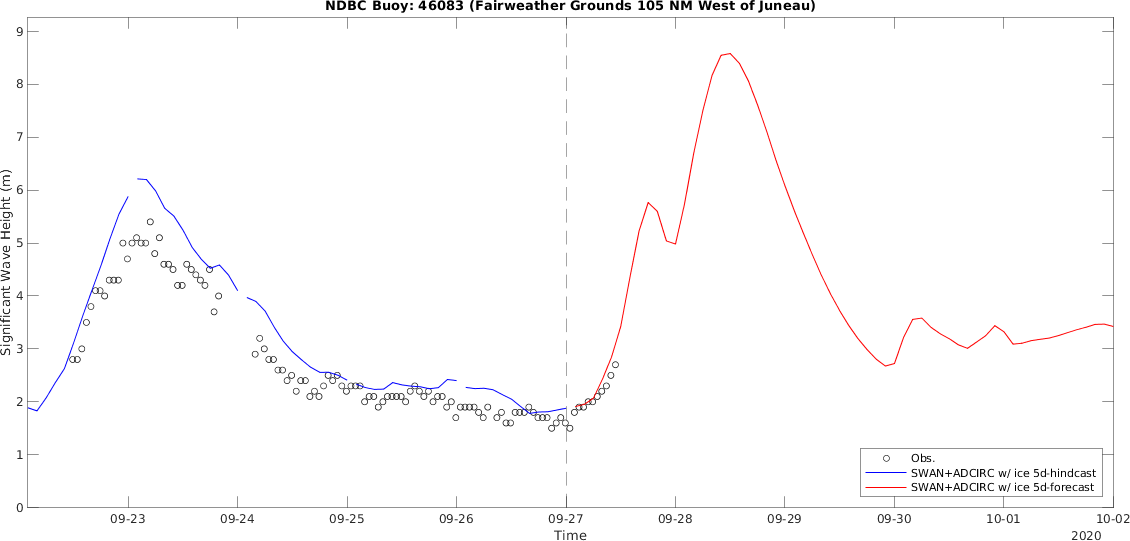 NDBC Buoy: 46083 (Fairweather Grounds 105 NM West of Juneau)
9
8
7
6
5
4
3
2
1
0
Significant Wave Height (m)
Obs.
SWAN+ADCIRC w/ ice 5d-hindcast
SWAN+ADCIRC w/ ice 5d-forecast
09-23 09-24 09-25 09-26 09-27 09-28 09-29 09-30 10-01 10-02
Time
2020